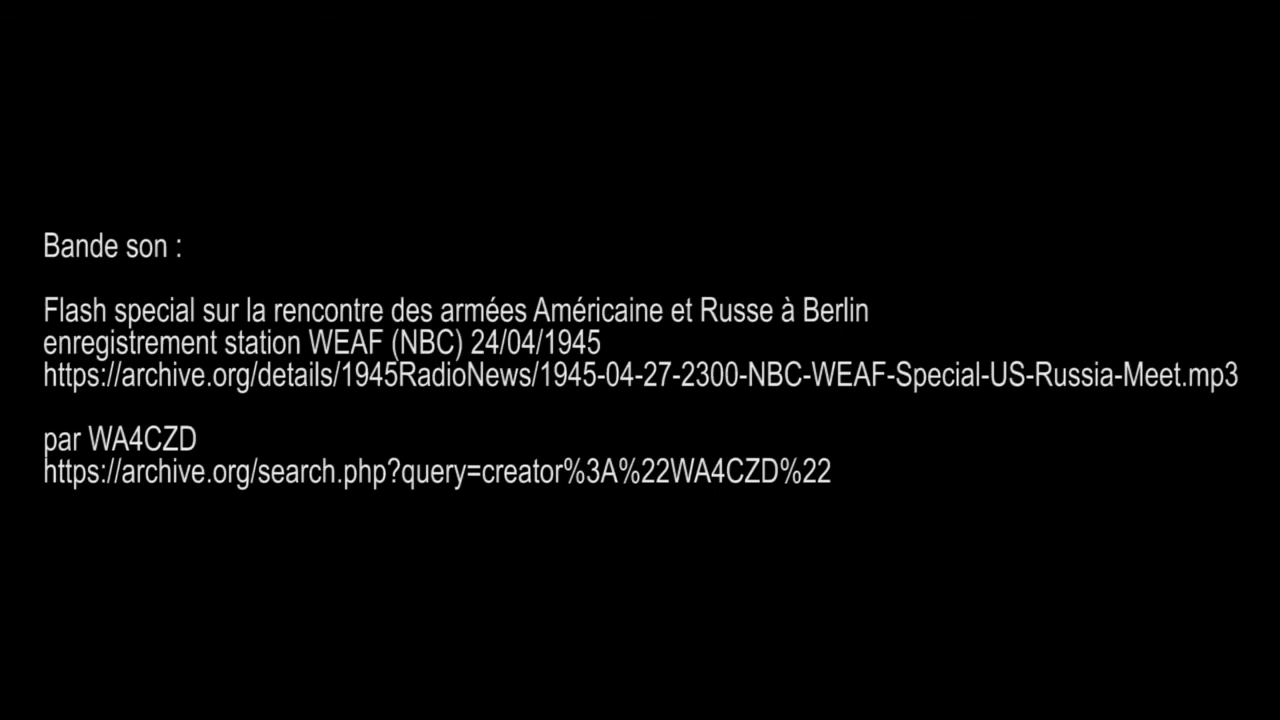 Bande son :
Flash special sur la rencontre des armées Américaine et Russe à Berlin
enregistrement station WEAF (NBC) 24/04/1945
https://archive.org/details/1945RadioNews/1945-04-27-2300-NBC-WEAF-Special-US-Russia-Meet.mp3
par WA4CZD
https://archive.org/search.php?query=creator%3A%22WA4CZD%22